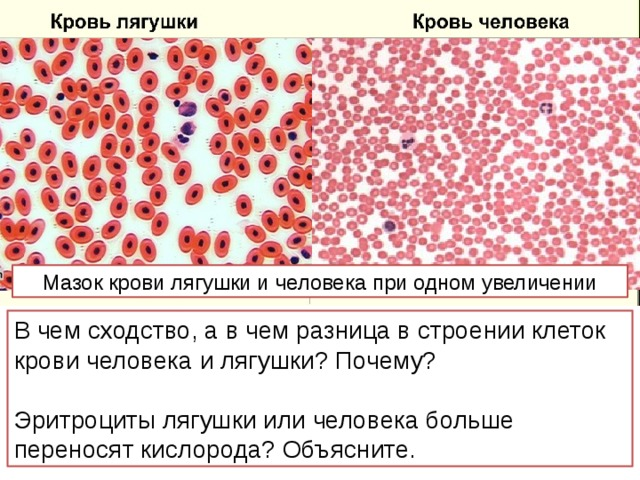 Кровь лягушки
Кровь человека
Мазок крови лягушки и человека при одном увеличении
В чем сходство, а в чем разница в строении клеток
крови человека и лягушки? Почему?
Эритроциты лягушки или человека больше
переносят кислорода? Объясните.